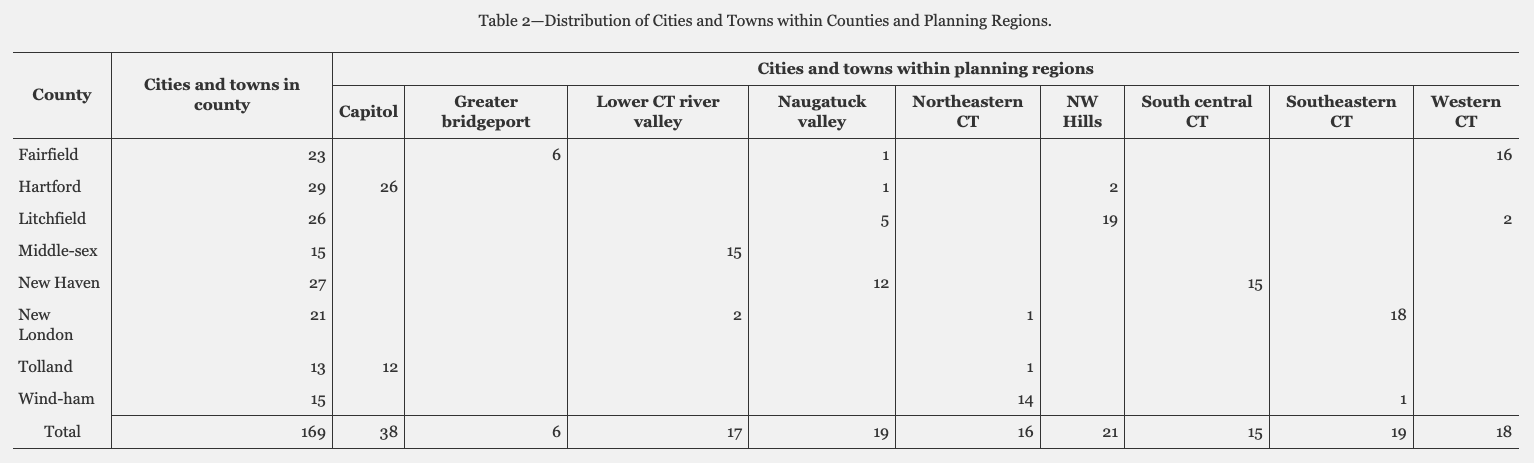 Table 2—Distribution of Cities and Towns within Counties and Planning Regions.
County Cities and towns in county Cities and towns within planning regions
Capitol Greater bridgeport Lower CT river valley Naugatuck valley Northeastern CT NW Hills South central CT Southeastern CT Western CT
Fairfield 23 6 1 16
Hartford 29 26 1 2
Litchfield 26 5 19 2
Middle-sex 15 15
New Haven 27 12 15
New London 21 2 1 18
Tolland 13 12 1
Wind-ham 15 14 1
Total 169 38 6 17 19 16 21 15 19 18